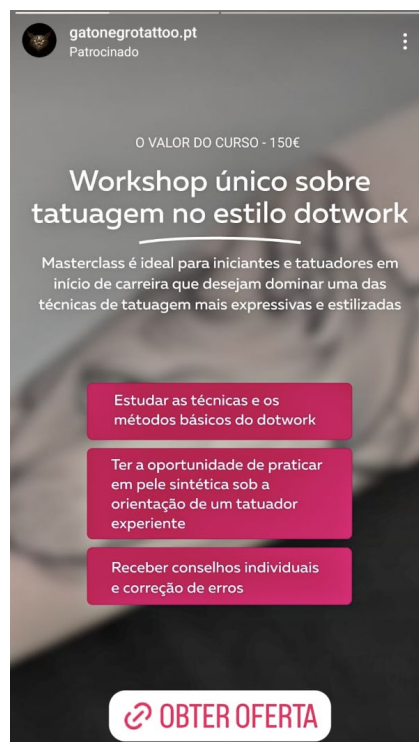 gatonegrotattoo.pt
Patrocinado
O VALOR DO CURSO - 150€
Workshop único sobre
tatuagem no estilo dotwork
Masterclass é ideal para iniciantes e tatuadores em
início de carreira que desejam dominar uma das
técnicas de tatuagem mais expressivas e estilizadas
Estudar as técnicas e os
métodos básicos do dotwork
Ter a oportunidade de praticar
em pele sintética sob a
orientação de um tatuador
experiente
Receber conselhos individuais
e correção de erros
OBTER OFERTA